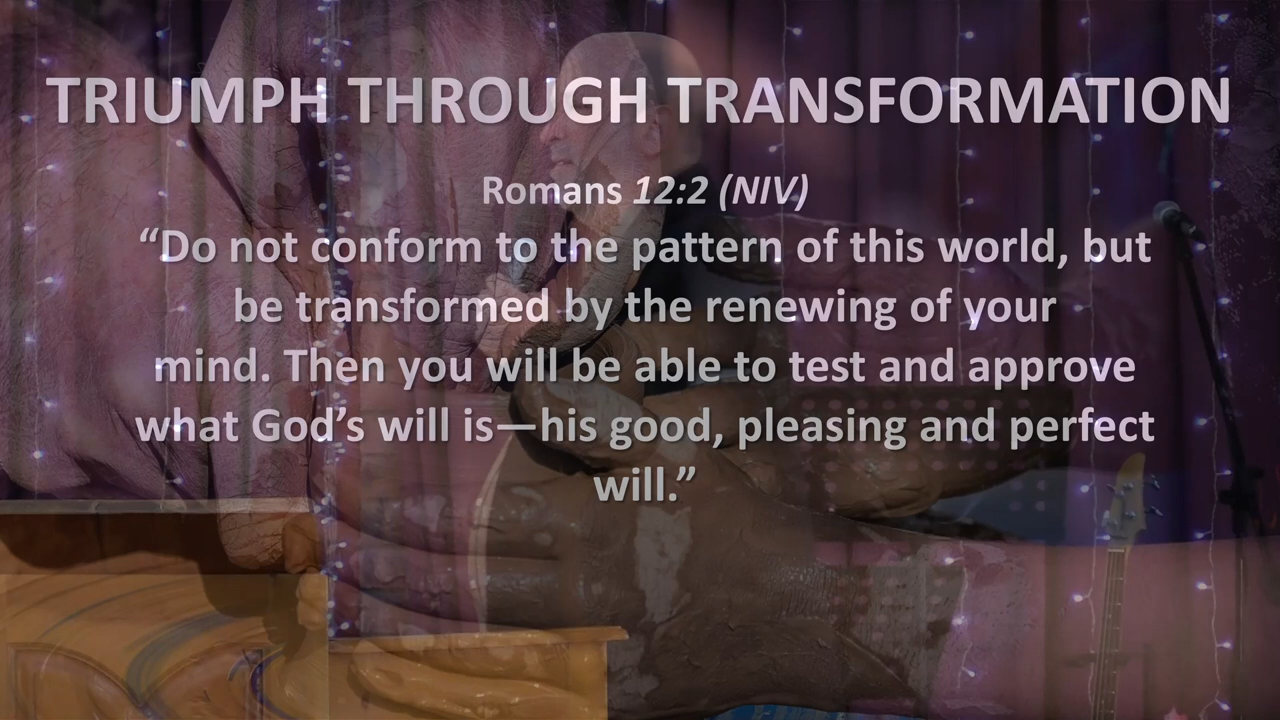 TRIUMPH THROUGH TRANSFORMATION
Romans 12:2 (NIV)
“Do not conform to the pattern of this world, but
be transformed by the renewing of your
mind. Then you will be able to test and approve
what God’s will is—his good, pleasing and perfect
will.”